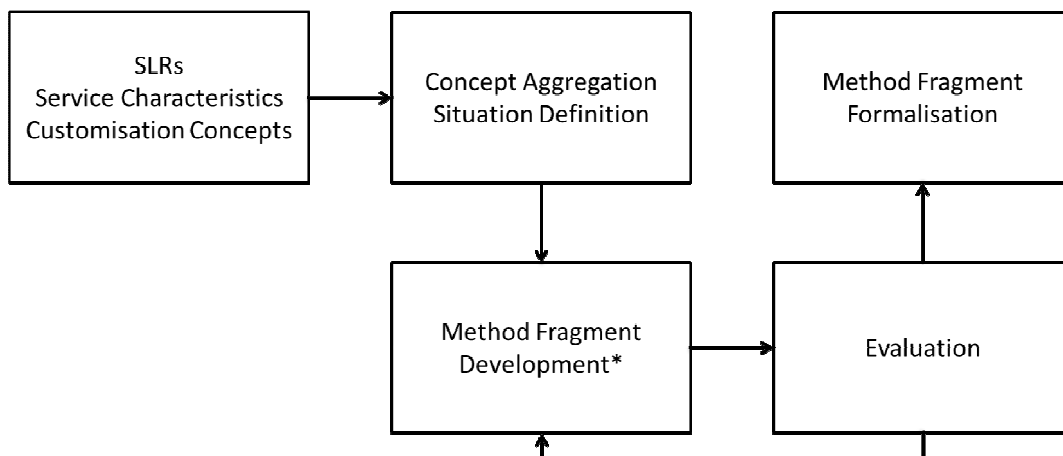 SLRs
Service Characteristics
Customisation Concepts
Concept Aggregation
Situation Definition
Method Fragment
Formalisation
Method Fragment
Development*
Evaluation